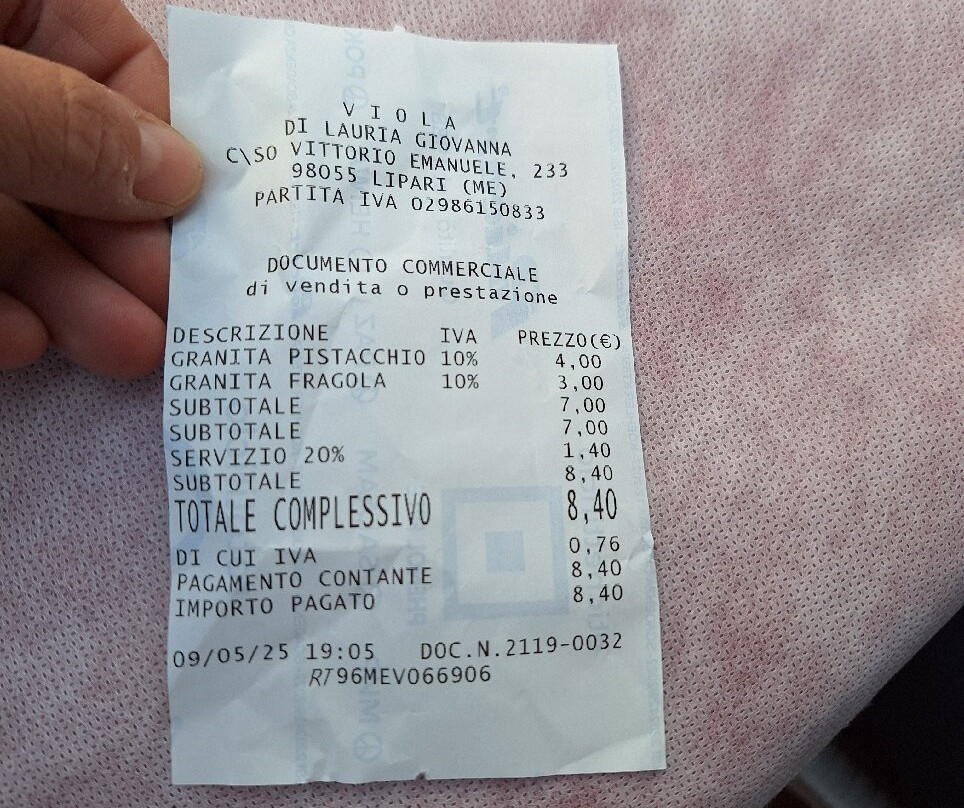 V I O L A
DI LAURIA GIOVANNA
C\SO VITTORIO EMANUELE, 233
98055 LIPARI (ME)
PARTITA IVA 02986150833
DOCUMENTO COMMERCIALE
di vendita o prestazione
DESCRIZIONE IVA PREZZO(€)
GRANITA PISTACCHIO 10% 4,00
GRANITA FRAGOLA 10% 3,00
SUBTOTALE 7,00
SUBTOTALE 7,00
SERVIZIO 20% 1,40
SUBTOTALE 8,40
TOTALE COMPLESSIVO 8,40
DI CUI IVA 0,76
PAGAMENTO CONTANTE 8,40
IMPORTO PAGATO 8,40
09/05/25 19:05 DOC.N.2119-0032
RT96MEV066906